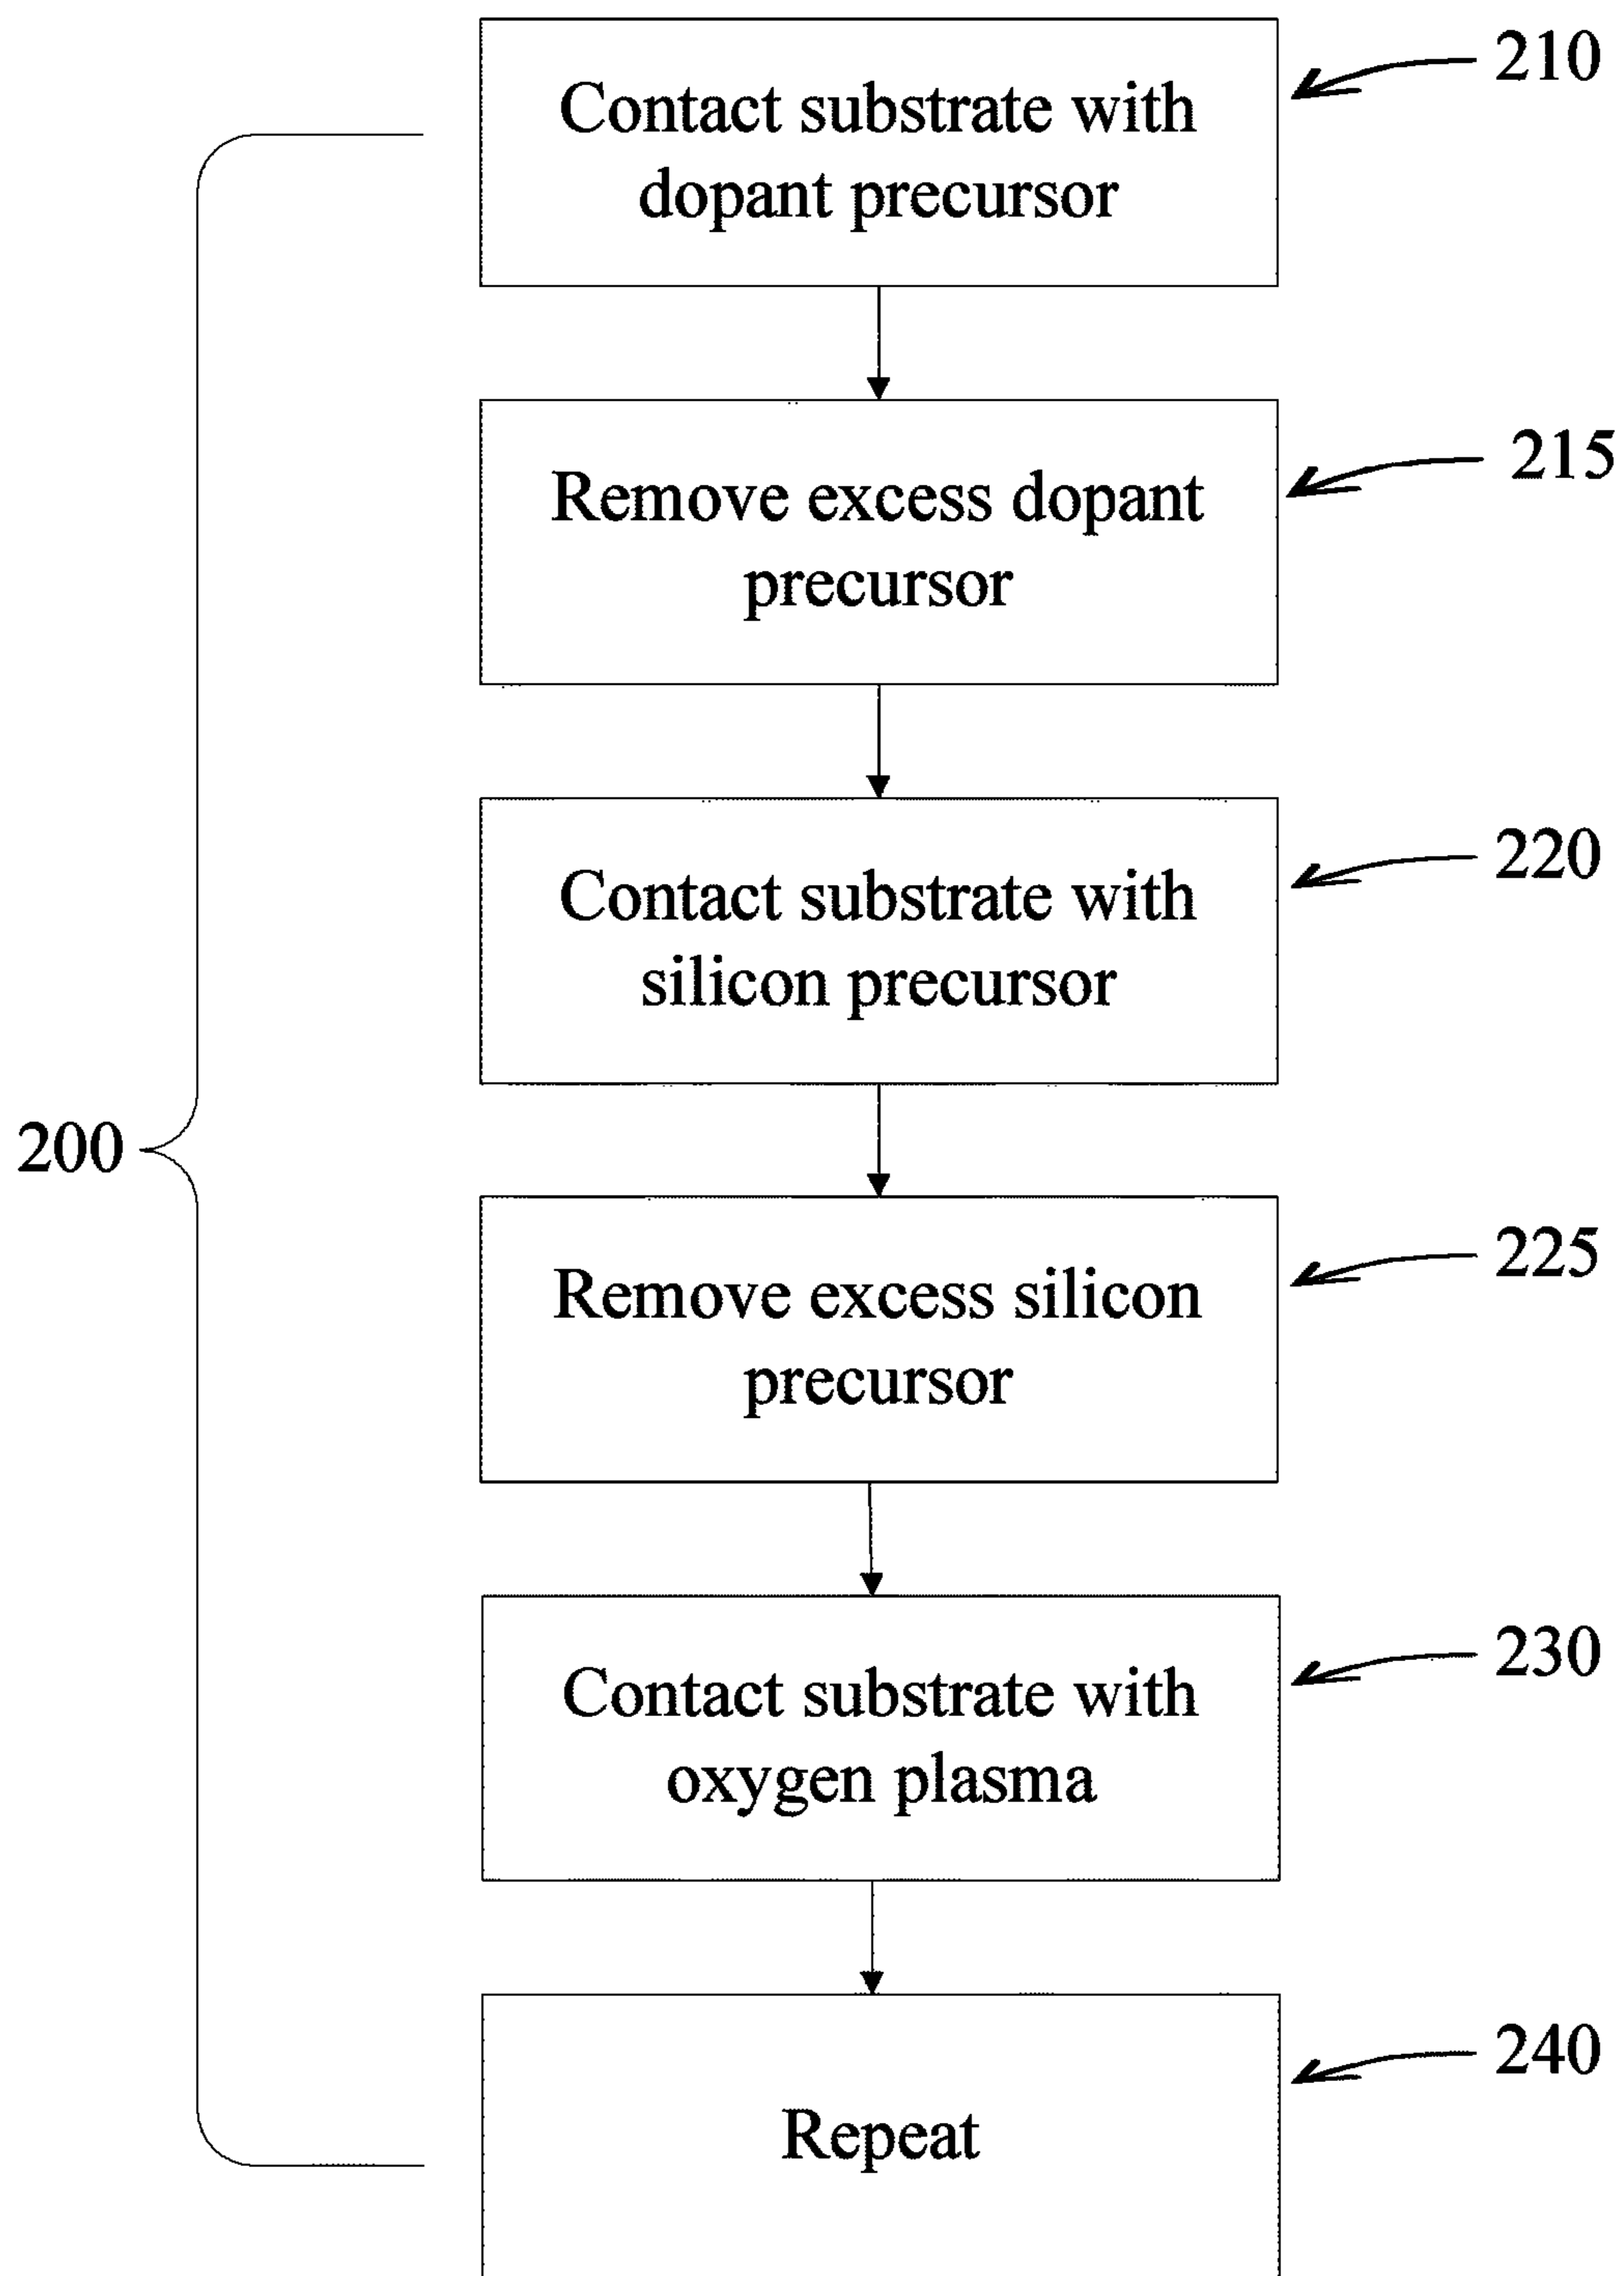 Contact substrate with
dopant precursor
210
Remove excess dopant
precursor
215
Contact substrate with
silicon precursor
220
200
Remove excess silicon
precursor
225
Contact substrate with
oxygen plasma
230
Repeat
240